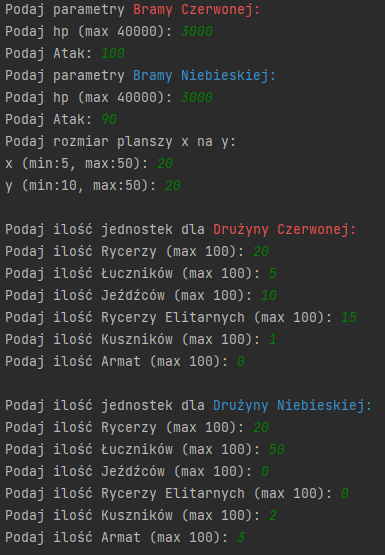 Podaj parametry Bramy Czerwonej:
Podaj hp (max 40000): 3000
Podaj Atak: 100
Podaj parametry Bramy Niebieskiej:
Podaj hp (max 40000): 3000
Podaj Atak: 90
Podaj rozmiar planszy x na y:
x (min:5, max:50): 20
y (min:10, max:50): 20

Podaj ilość jednostek dla Drużyny Czerwonej:
Podaj ilość Rycerzy (max 100): 20
Podaj ilość Łuczników (max 100): 5
Podaj ilość Jeźdźców (max 100): 10
Podaj ilość Rycerzy Elitarnych (max 100): 15
Podaj ilość Kuszników (max 100): 1
Podaj ilość Armat (max 100): 0

Podaj ilość jednostek dla Drużyny Niebieskiej:
Podaj ilość Rycerzy (max 100): 20
Podaj ilość Łuczników (max 100): 50
Podaj ilość Jeźdźców (max 100): 0
Podaj ilość Rycerzy Elitarnych (max 100): 0
Podaj ilość Kuszników (max 100): 2
Podaj ilość Armat (max 100): 3